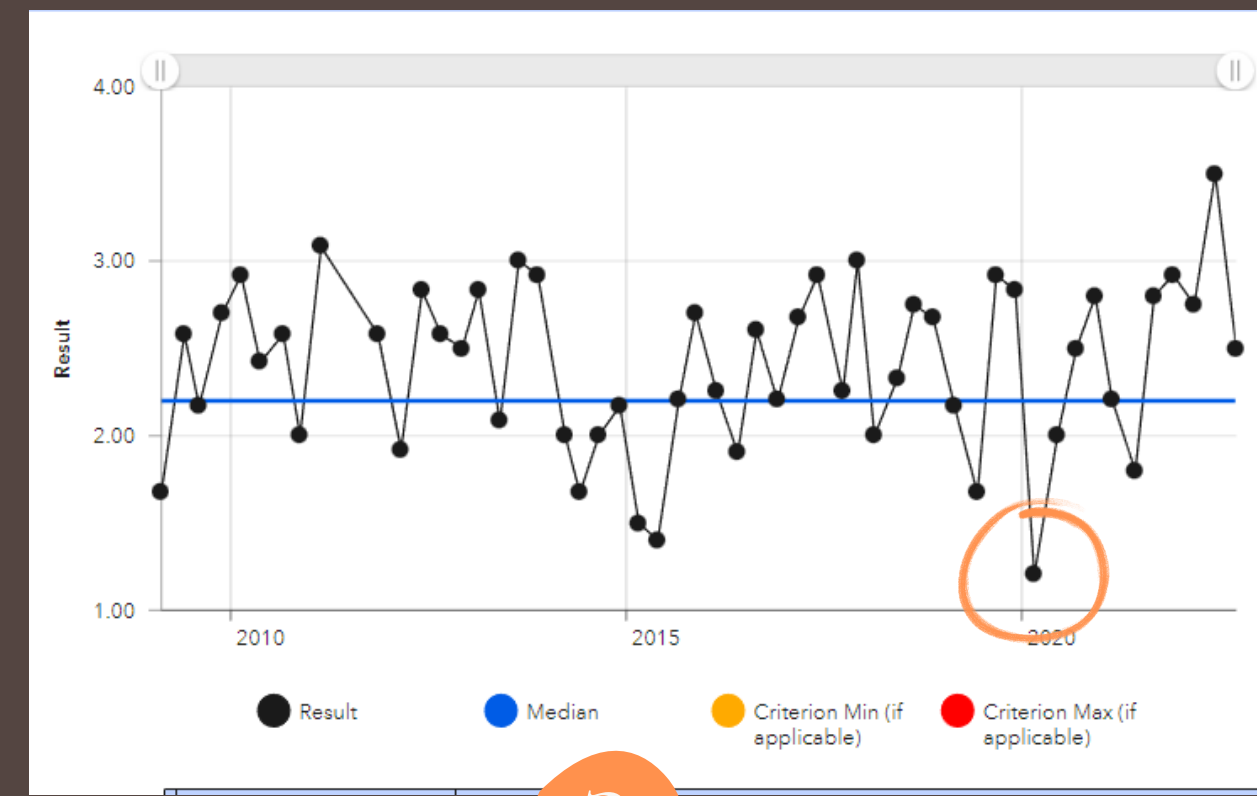 4.00
3.00
Result
2.00
1.00
2010 2015 2020
Result Median Criterion Min (if Criterion Max (if
applicable) applicable)